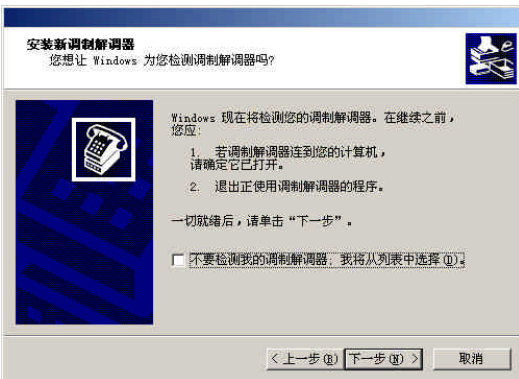 安装新调制解调器
您想让 Windows 为您检测调制解调器吗?
Windows 现在将检测您的调制解调器。在继续之前，
您应:
1. 若调制解调器连到您的计算机，
请确定它已打开。
2. 退出正使用调制解调器的程序。
一切就绪后，请单击“下一步”。
不要检测我的调制解调器；我将从列表中选择(D)。
< 上一步(B)
下一步(N) >
取消